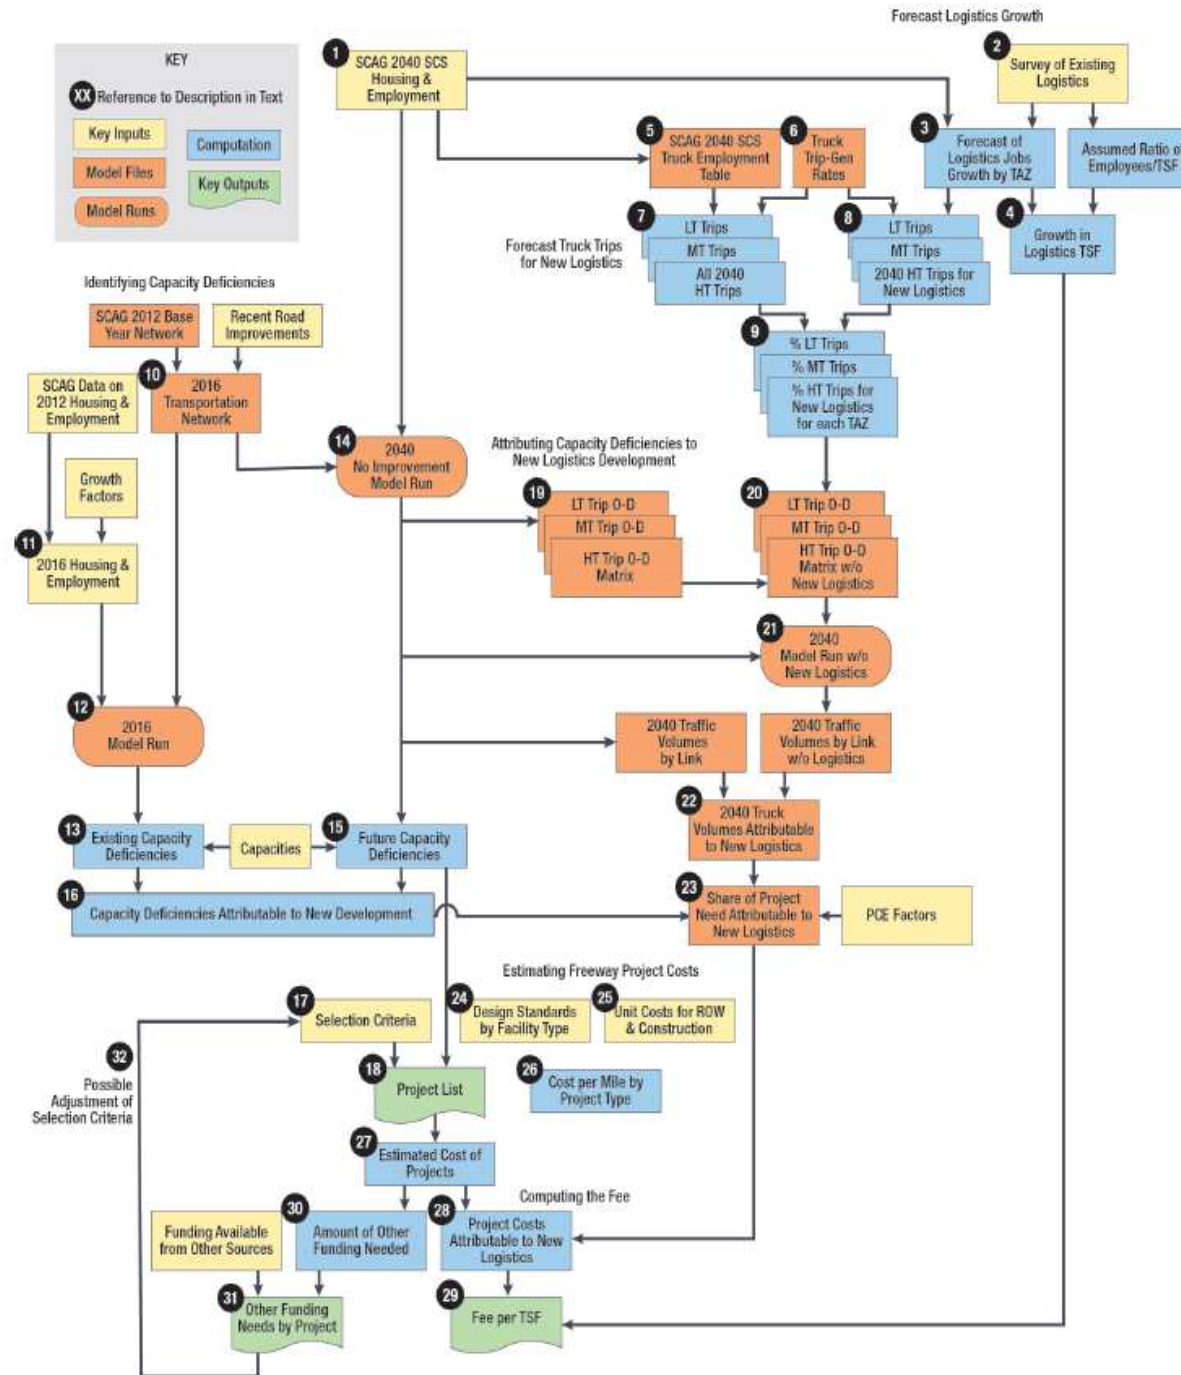 Forecast Logistics Growth
KEY
XX Reference to Description in Text
Key Inputs
Computation
Model Files
Key Outputs
Model Runs
1
SCAG 2040 SCS
Housing &
Employment
2
Survey of Existing
Logistics
3
Forecast of
Logistics Jobs
Growth by TAZ
Assumed Ratio of
Employees/TSF
4
Growth in
Logistics TSF
5
SCAG 2040 SCS
Truck Employment
Table
6
Truck
Trip-Gen
Rates
Forecast Truck Trips
for New Logistics
7
LT Trips
MT Trips
All 2040
HT Trips
8
LT Trips
MT Trips
2040 HT Trips for
New Logistics
9
% LT Trips
% MT Trips
% HT Trips for
New Logistics
for each TAZ
Identifying Capacity Deficiencies
SCAG 2012 Base
Year Network
Recent Road
Improvements
SCAG Data on
2012 Housing &
Employment
10
2016
Transportation
Network
Growth
Factors
11
2016 Housing &
Employment
14
2040
No Improvement
Model Run
Attributing Capacity Deficiencies to
New Logistics Development
19
LT Trip O-D
MT Trip O-D
HT Trip O-D
Matrix
20
LT Trip O-D
MT Trip O-D
HT Trip O-D
Matrix w/o
New Logistics
21
2040
Model Run w/o
New Logistics
12
2016
Model Run
2040 Traffic
Volumes
by Link
2040 Traffic
Volumes by Link
w/o Logistics
13
Existing Capacity
Deficiencies
Capacities
15
Future Capacity
Deficiencies
22
2040 Truck
Volumes Attributable
to New Logistics
16
Capacity Deficiencies Attributable to New Development
23
Share of Project
Need Attributable to
New Logistics
PCE Factors
Estimating Freeway Project Costs
17
Selection Criteria
24
Design Standards
by Facility Type
25
Unit Costs for ROW
& Construction
32
Possible
Adjustment of
Selection Criteria
18
Project List
26
Cost per Mile by
Project Type
27
Estimated Cost of
Projects
Computing the Fee
Funding Available
from Other Sources
30
Amount of Other
Funding Needed
28
Project Costs
Attributable to New
Logistics
31
Other Funding
Needs by Project
29
Fee per TSF